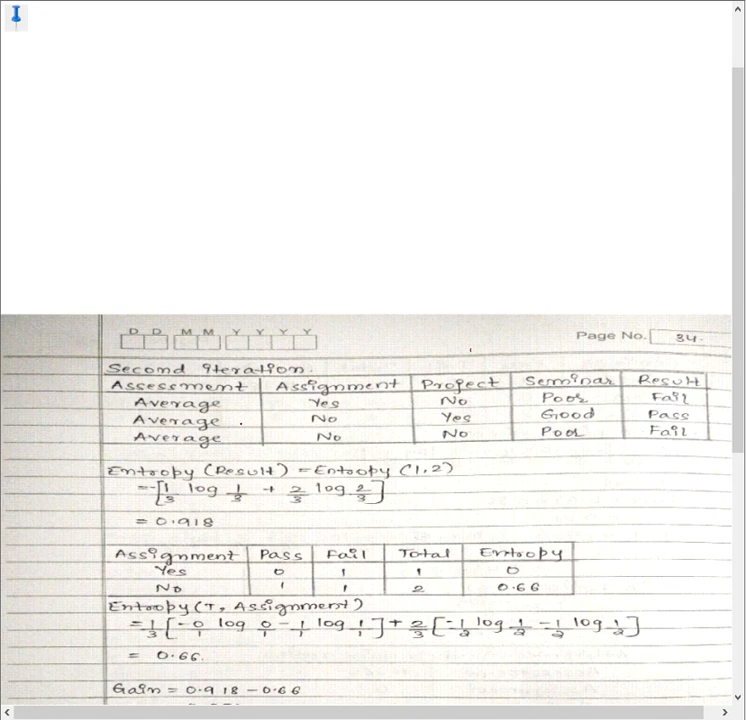 D D M M Y Y Y Y
Page No. 34.
Second iteration.
Assessment Assignment Project Seminar Result
Average Yes No Poor Fail
Average No Yes Good Pass
Average No No Poor Fail
Entropy (Result) = Entropy (1,2)
= -[1/3 log 1/3 + 2/3 log 2/3]
= 0.918
Assignment Pass Fail Total Entropy
Yes 0 1 1 0
No 1 1 2 0.66
Entropy (T, Assignment)
= 1/3 [-0/1 log 0/1 - 1/1 log 1/1] + 2/3 [-1/2 log 1/2 - 1/2 log 1/2]
= 0.66.
Gain = 0.918 - 0.66